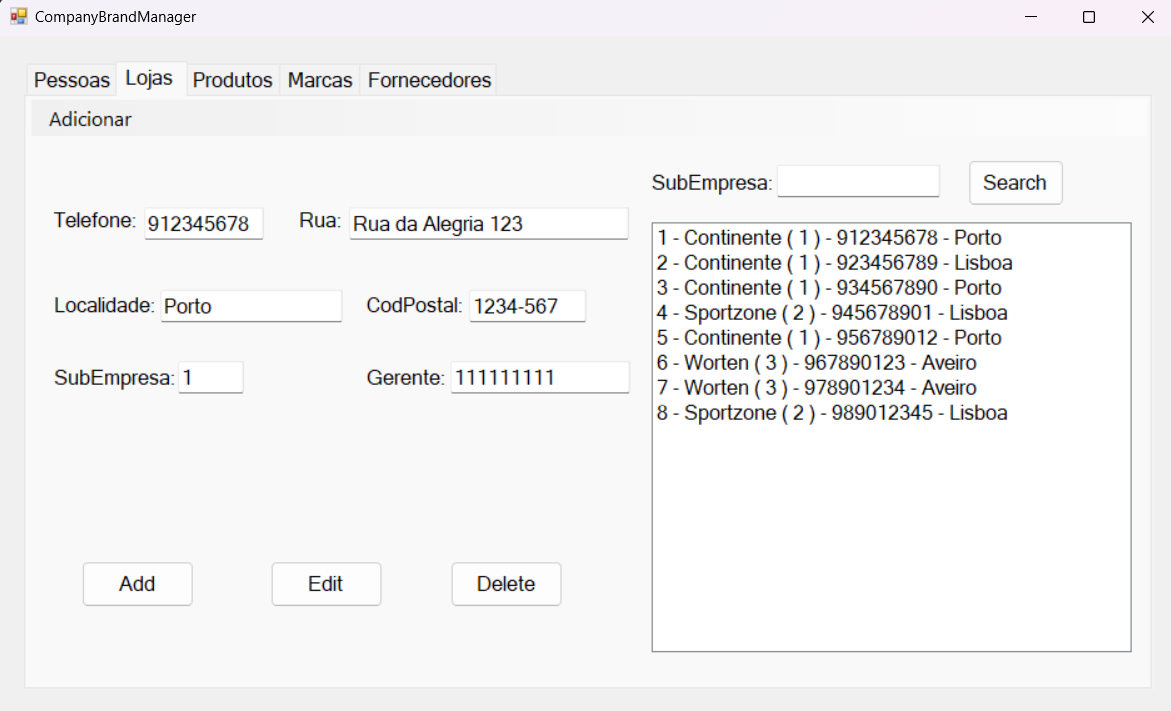 CompanyBrandManager
Pessoas Lojas Produtos Marcas Fornecedores
Adicionar
SubEmpresa: Search
Telefone: 912345678 Rua: Rua da Alegria 123
Localidade: Porto CodPostal: 1234-567
SubEmpresa: 1 Gerente: 111111111
Add Edit Delete
1 - Continente ( 1 ) - 912345678 - Porto
2 - Continente ( 1 ) - 923456789 - Lisboa
3 - Continente ( 1 ) - 934567890 - Porto
4 - Sportzone ( 2 ) - 945678901 - Lisboa
5 - Continente ( 1 ) - 956789012 - Porto
6 - Worten ( 3 ) - 967890123 - Aveiro
7 - Worten ( 3 ) - 978901234 - Aveiro
8 - Sportzone ( 2 ) - 989012345 - Lisboa